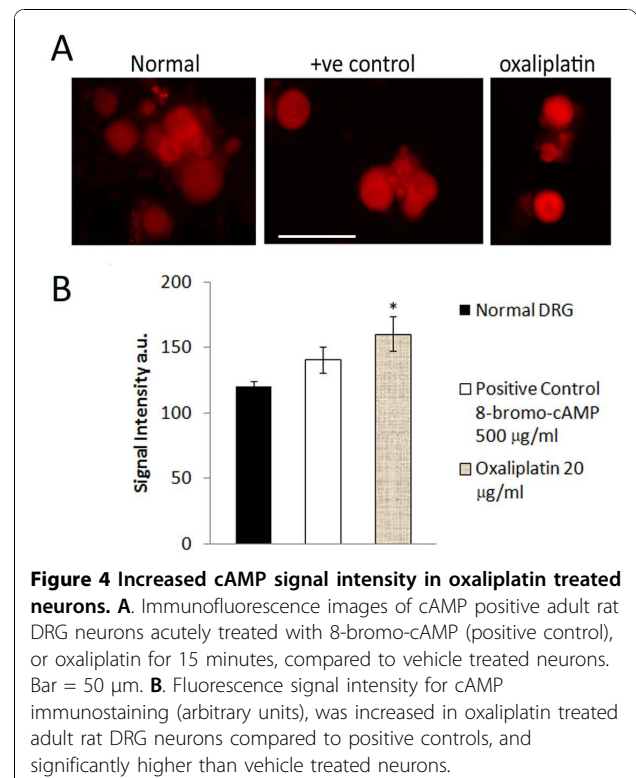 A
Normal
+ve control
oxaliplatin
B
200
150
100
50
0
Signal Intensity a.u.
*
Normal DRG
Positive Control
8-bromo-cAMP
500 µg/ml
Oxaliplatin 20
µg/ml
Figure 4 Increased cAMP signal intensity in oxaliplatin treated
neurons. A. Immunofluorescence images of cAMP positive adult rat
DRG neurons acutely treated with 8-bromo-cAMP (positive control),
or oxaliplatin for 15 minutes, compared to vehicle treated neurons.
Bar = 50 µm. B. Fluorescence signal intensity for cAMP
immunostaining (arbitrary units), was increased in oxaliplatin treated
adult rat DRG neurons compared to positive controls, and
significantly higher than vehicle treated neurons.